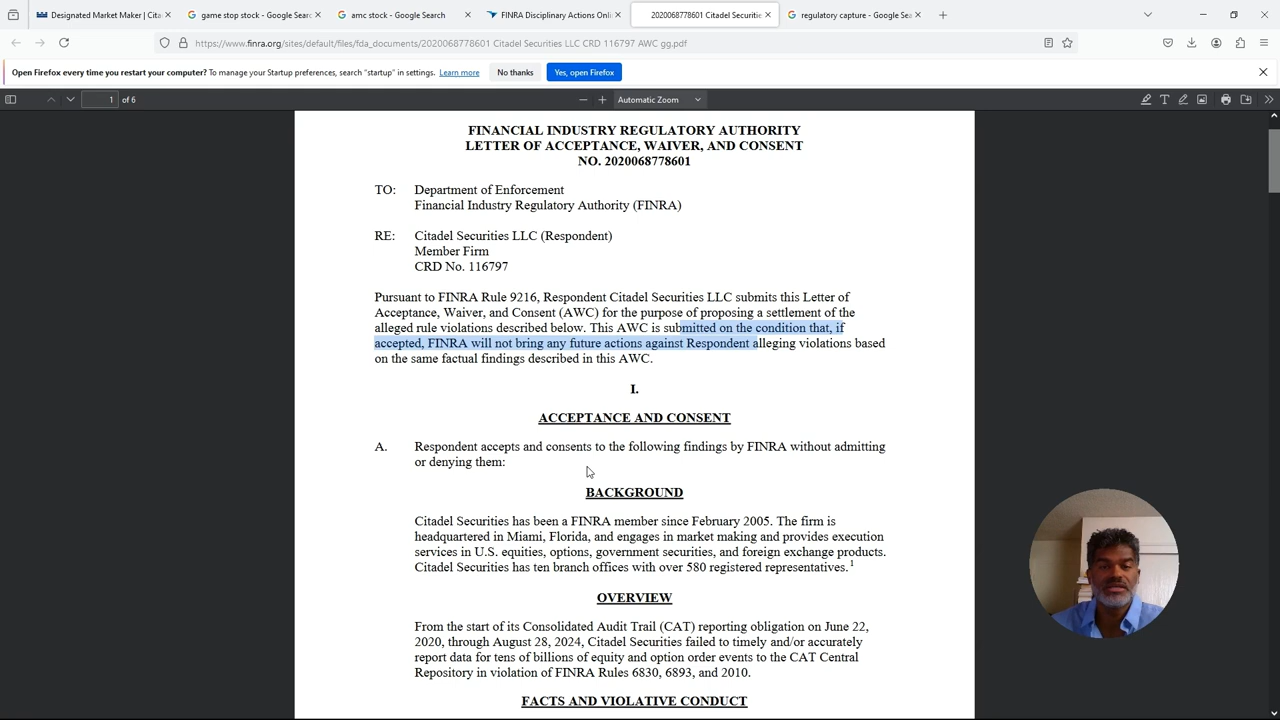 Designated Market Maker | Cita
game stop stock - Google Searc
amc stock - Google Search
FINRA Disciplinary Actions Onli
2020068778601 Citadel Securitie
regulatory capture - Google Sea
https://www.finra.org/sites/default/files/fda_documents/2020068778601 Citadel Securities LLC CRD 116797 AWC gg.pdf
Open Firefox every time you restart your computer? To manage your Startup preferences, search "startup" in settings. Learn more No thanks Yes, open Firefox
1 of 6 Automatic Zoom
FINANCIAL INDUSTRY REGULATORY AUTHORITY
LETTER OF ACCEPTANCE, WAIVER, AND CONSENT
NO. 2020068778601
TO: Department of Enforcement
Financial Industry Regulatory Authority (FINRA)
RE: Citadel Securities LLC (Respondent)
Member Firm
CRD No. 116797
Pursuant to FINRA Rule 9216, Respondent Citadel Securities LLC submits this Letter of
Acceptance, Waiver, and Consent (AWC) for the purpose of proposing a settlement of the
alleged rule violations described below. This AWC is submitted on the condition that, if
accepted, FINRA will not bring any future actions against Respondent alleging violations based
on the same factual findings described in this AWC.
I.
ACCEPTANCE AND CONSENT
A. Respondent accepts and consents to the following findings by FINRA without admitting
or denying them:
BACKGROUND
Citadel Securities has been a FINRA member since February 2005. The firm is
headquartered in Miami, Florida, and engages in market making and provides execution
services in U.S. equities, options, government securities, and foreign exchange products.
Citadel Securities has ten branch offices with over 580 registered representatives.1
OVERVIEW
From the start of its Consolidated Audit Trail (CAT) reporting obligation on June 22,
2020, through August 28, 2024, Citadel Securities failed to timely and/or accurately
report data for tens of billions of equity and option order events to the CAT Central
Repository in violation of FINRA Rules 6830, 6893, and 2010.
FACTS AND VIOLATIVE CONDUCT